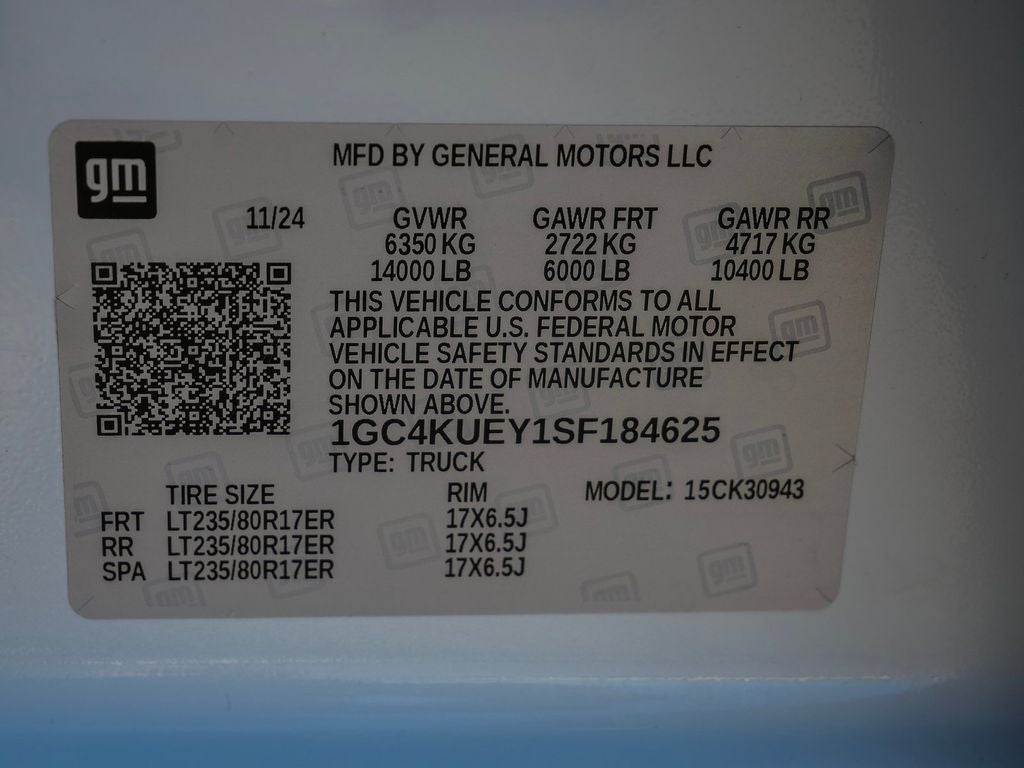 gm
MFD BY GENERAL MOTORS LLC
11/24 GVWR GAWR FRT GAWR RR
6350 KG 2722 KG 4717 KG
14000 LB 6000 LB 10400 LB
THIS VEHICLE CONFORMS TO ALL
APPLICABLE U.S. FEDERAL MOTOR
VEHICLE SAFETY STANDARDS IN EFFECT
ON THE DATE OF MANUFACTURE
SHOWN ABOVE.
1GC4KUEY1SF184625
TYPE: TRUCK
TIRE SIZE RIM MODEL: 15CK30943
FRT LT235/80R17ER 17X6.5J
RR LT235/80R17ER 17X6.5J
SPA LT235/80R17ER 17X6.5J